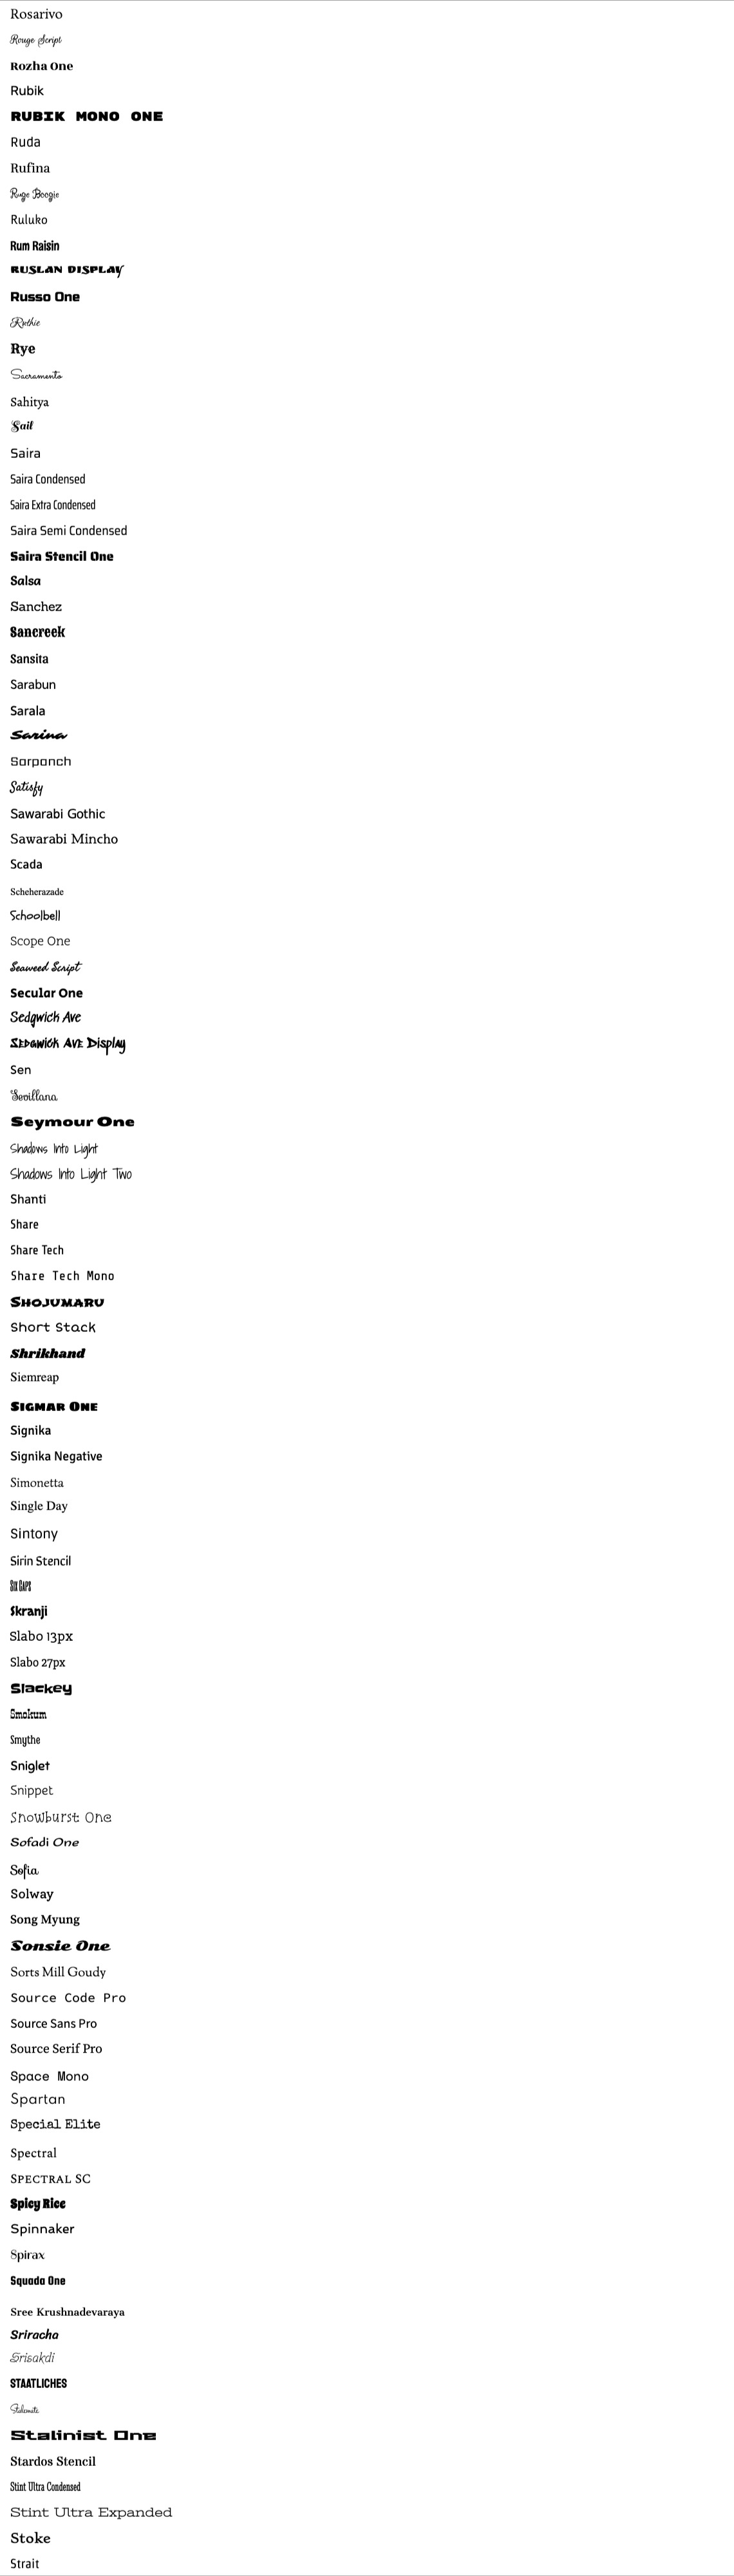 Rosarivo
Rouge Script
Rozha One
Rubik
RUBIK MONO ONE
Ruda
Rufina
Ruge Boogie
Ruluko
Rum Raisin
RUSLAN DISPLAY
Russo One
Ruthie
Rye
Sacramento
Sahitya
Sail
Saira
Saira Condensed
Saira Extra Condensed
Saira Semi Condensed
Saira Stencil One
Salsa
Sanchez
Sancreek
Sansita
Sarabun
Sarala
Sarina
Sarpanch
Satisfy
Sawarabi Gothic
Sawarabi Mincho
Scada
Scheherazade
Schoolbell
Scope One
Seaweed Script
Secular One
Sedgwick Ave
Sedgwick Ave Display
Sen
Sevillana
Seymour One
Shadows Into Light
Shadows Into Light Two
Shanti
Share
Share Tech
Share Tech Mono
SHOJUMARU
Short Stack
Shrikhand
Siemreap
SIGMAR ONE
Signika
Signika Negative
Simonetta
Single Day
Sintony
Sirin Stencil
SIX CAPS
Skranji
Slabo 13px
Slabo 27px
Slackey
Smokum
Smythe
Sniglet
Snippet
Snowburst One
Sofadi One
Sofia
Solway
Song Myung
Sonsie One
Sorts Mill Goudy
Source Code Pro
Source Sans Pro
Source Serif Pro
Space Mono
Spartan
Special Elite
Spectral
SPECTRAL SC
Spicy Rice
Spinnaker
Spirax
Squada One
Sree Krushnadevaraya
Sriracha
Srisakdi
STAATLICHES
Stalemate
Stalinist One
Stardos Stencil
Stint Ultra Condensed
Stint Ultra Expanded
Stoke
Strait